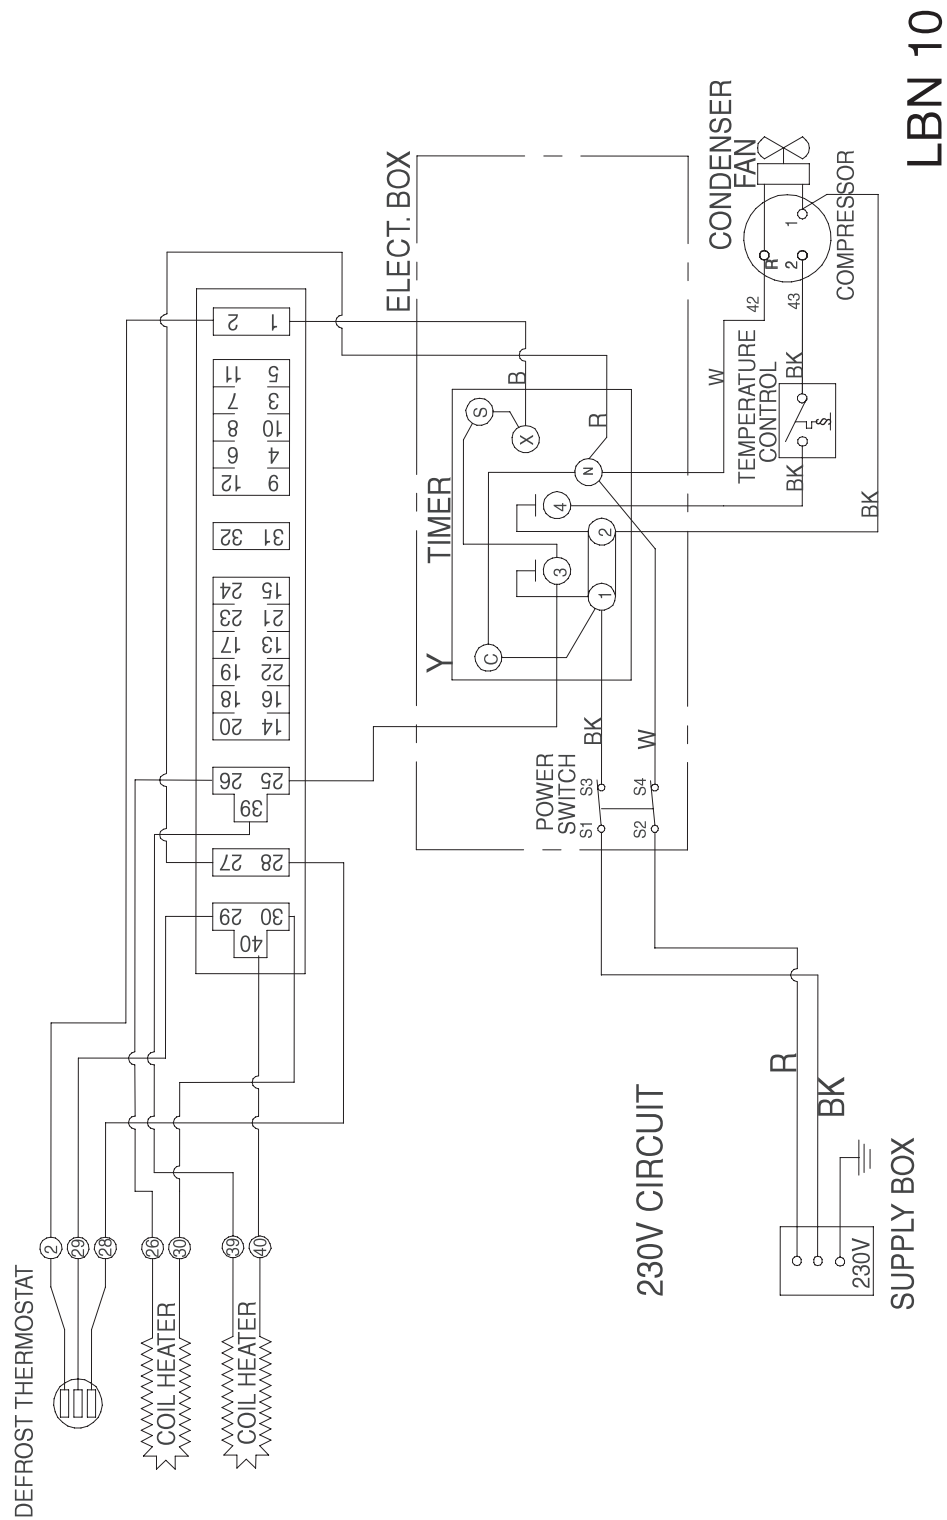 DEFROST THERMOSTAT
2
29
28
COIL HEATER
26
30
COIL HEATER
39
40
40
29 30
27 28
39
26 25
20 14
18 16
19 22
17 13
23 21
24 15
32 31
12 9
6 4
8 10
7 3
11 5
2 1
ELECT. BOX
Y
TIMER
S
X
B
C
N
R
3
4
1
2
POWER
SWITCH
S1 S3
BK
S2 S4
W
230V CIRCUIT
W
CONDENSER
FAN
TEMPERATURE
CONTROL
42
43
BK
BK
R
2
1
COMPRESSOR
BK
R
BK
230V
SUPPLY BOX
LBN 10